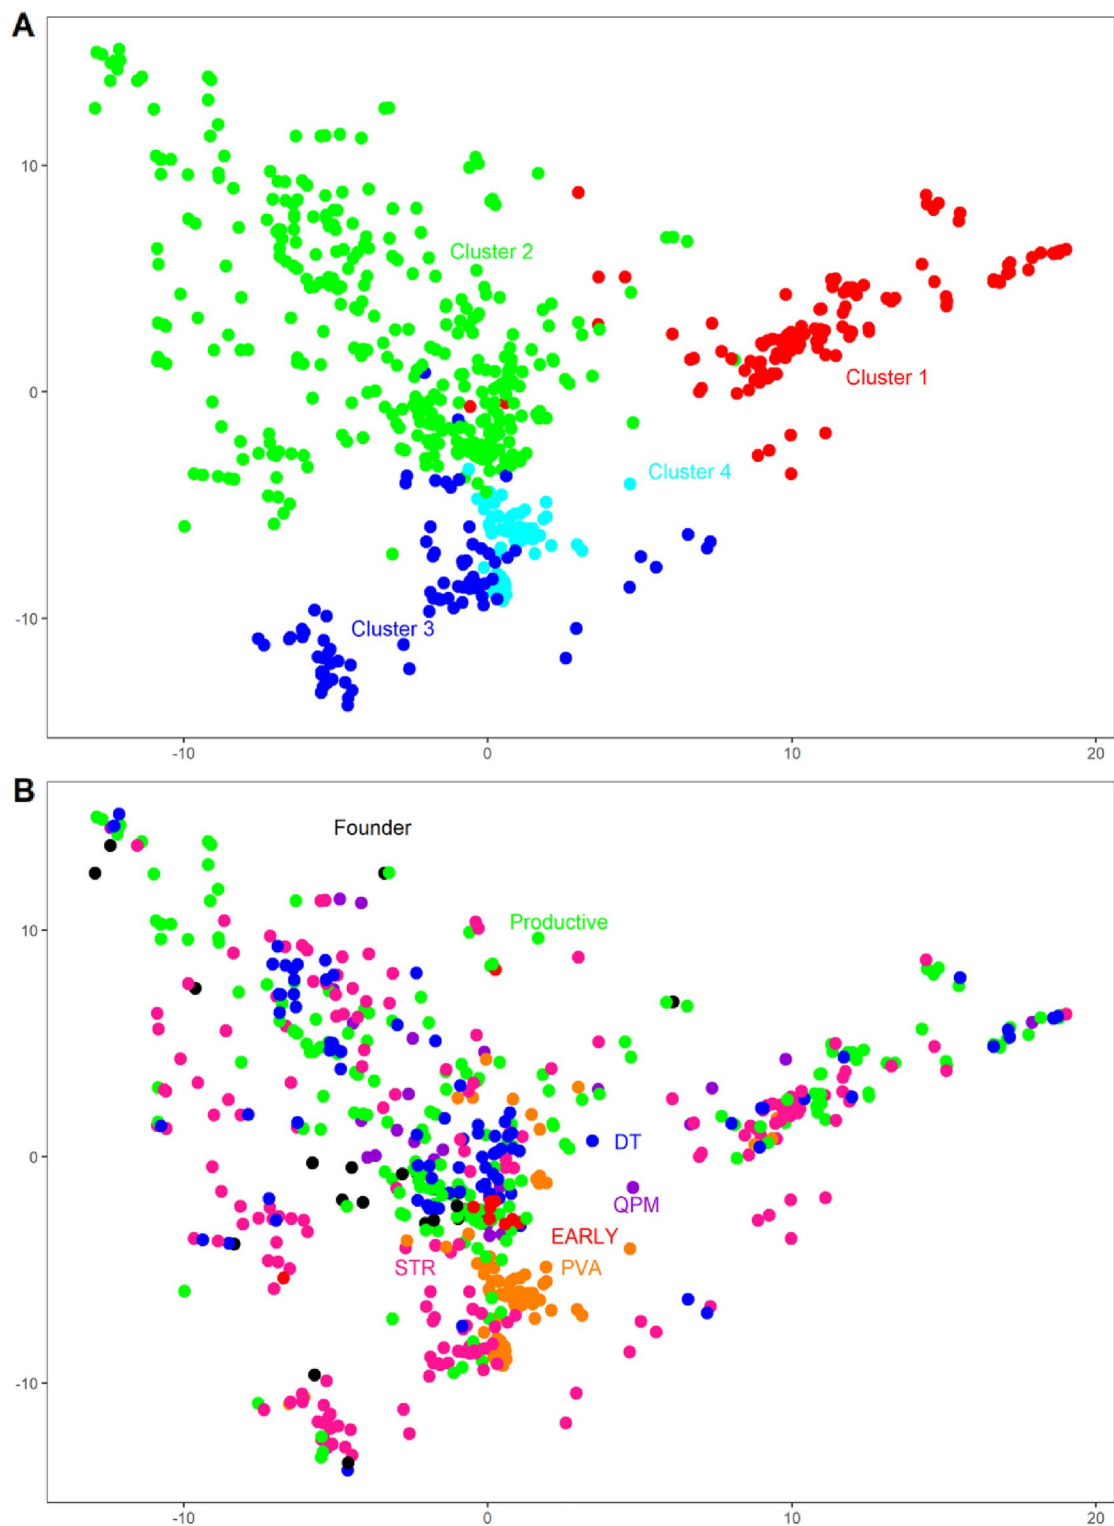 A
10
Cluster 2
Cluster 1
0
Cluster 4
Cluster 3
-10
-10 0 10 20
B
Founder
10
Productive
DT
0
QPM
EARLY
STR PVA
-10
-10 0 10 20